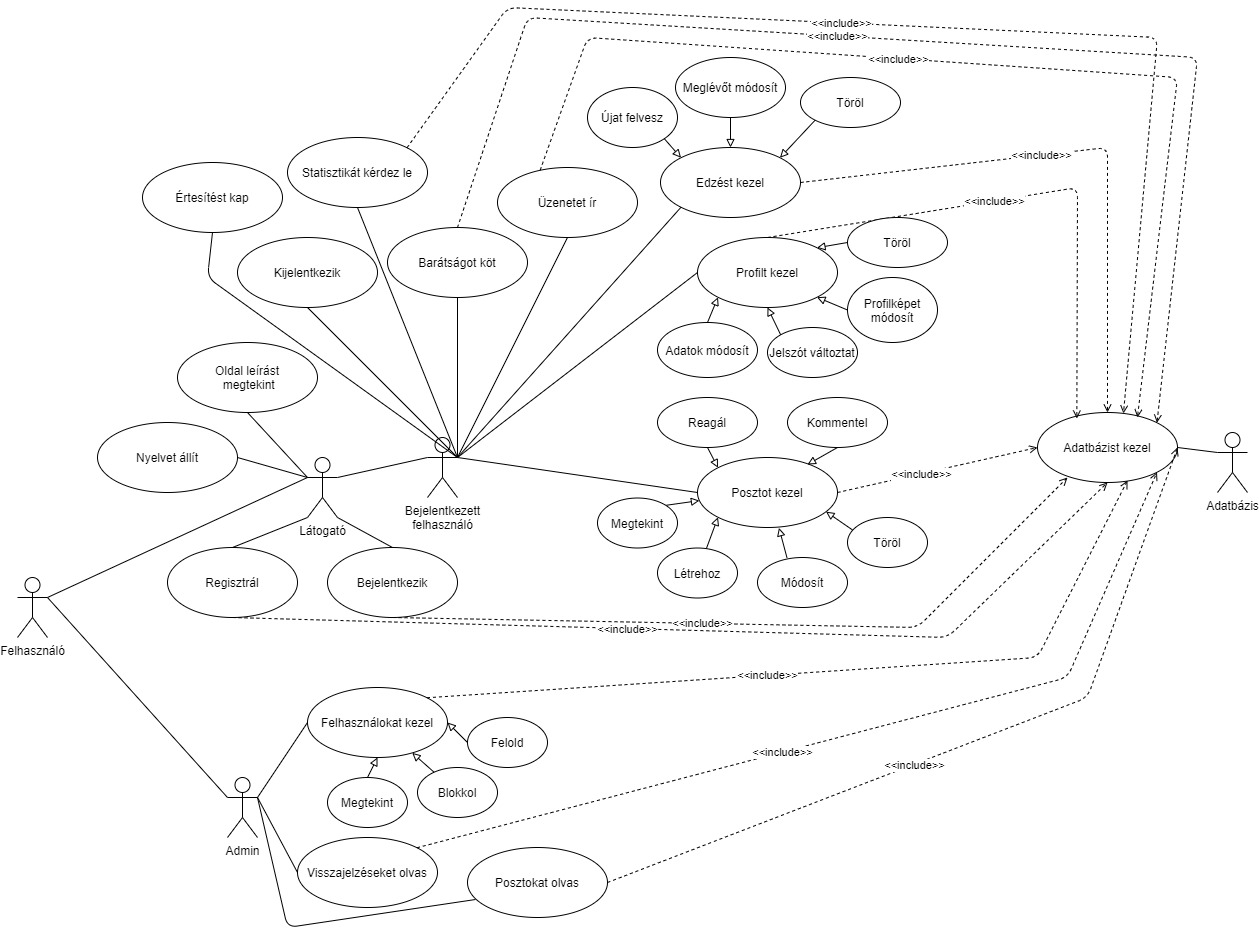 <<include>>
<<include>>
<<include>>
Meglévőt módosít
Újat felvesz
Töröl
<<include>>
Statisztikát kérdez le
Edzést kezel
Értesítést kap
Üzenetet ír
<<include>>
Töröl
Barátságot köt
Kijelentkezik
Profilt kezel
Profilképet
módosít
Adatok módosít
Jelszót változtat
Oldal leírást
megtekint
Reagál
Kommentel
Nyelvet állít
Adatbázist kezel
<<include>>
Posztot kezel
Adatbázis
Bejelentkezett
felhasználó
Megtekint
Látogató
Töröl
Létrehoz
Módosít
Regisztrál
Bejelentkezik
<<include>>
<<include>>
Felhasználó
<<include>>
Felhasználokat kezel
Felold
<<include>>
<<include>>
Megtekint
Blokkol
Admin
Visszajelzéseket olvas
Posztokat olvas